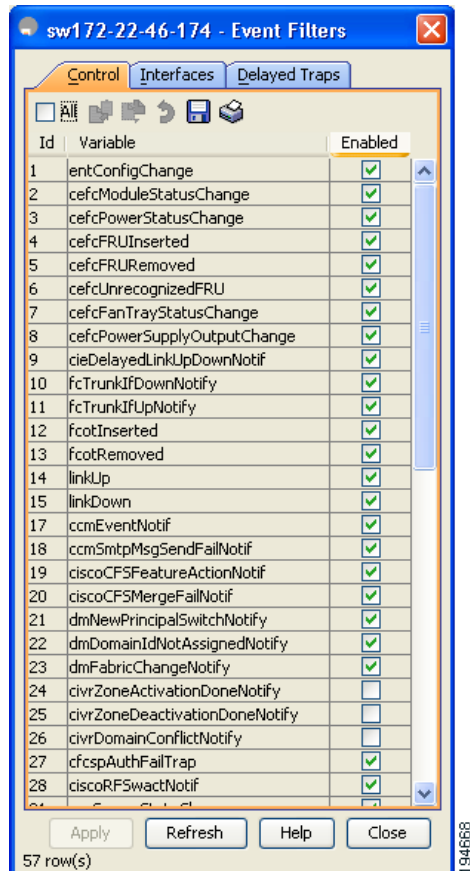 sw172-22-46-174 - Event Filters
Control Interfaces Delayed Traps
All
Id Variable Enabled
1 entConfigChange
2 cefcModuleStatusChange
3 cefcPowerStatusChange
4 cefcFRUInserted
5 cefcFRURemoved
6 cefcUnrecognizedFRU
7 cefcFanTrayStatusChange
8 cefcPowerSupplyOutputChange
9 cieDelayedLinkUpDownNotif
10 fcTrunkIfDownNotify
11 fcTrunkIfUpNotify
12 fcotInserted
13 fcotRemoved
14 linkUp
15 linkDown
17 ccmEventNotif
18 ccmSmtpMsgSendFailNotif
19 ciscoCFSFeatureActionNotif
20 ciscoCFSMergeFailNotif
21 dmNewPrincipalSwitchNotify
22 dmDomainIdNotAssignedNotify
23 dmFabricChangeNotify
24 civrZoneActivationDoneNotify
25 civrZoneDeactivationDoneNotify
26 civrDomainConflictNotify
27 cfcspAuthFailTrap
28 ciscoRFSwactNotif
Apply Refresh Help Close
57 row(s)
194668